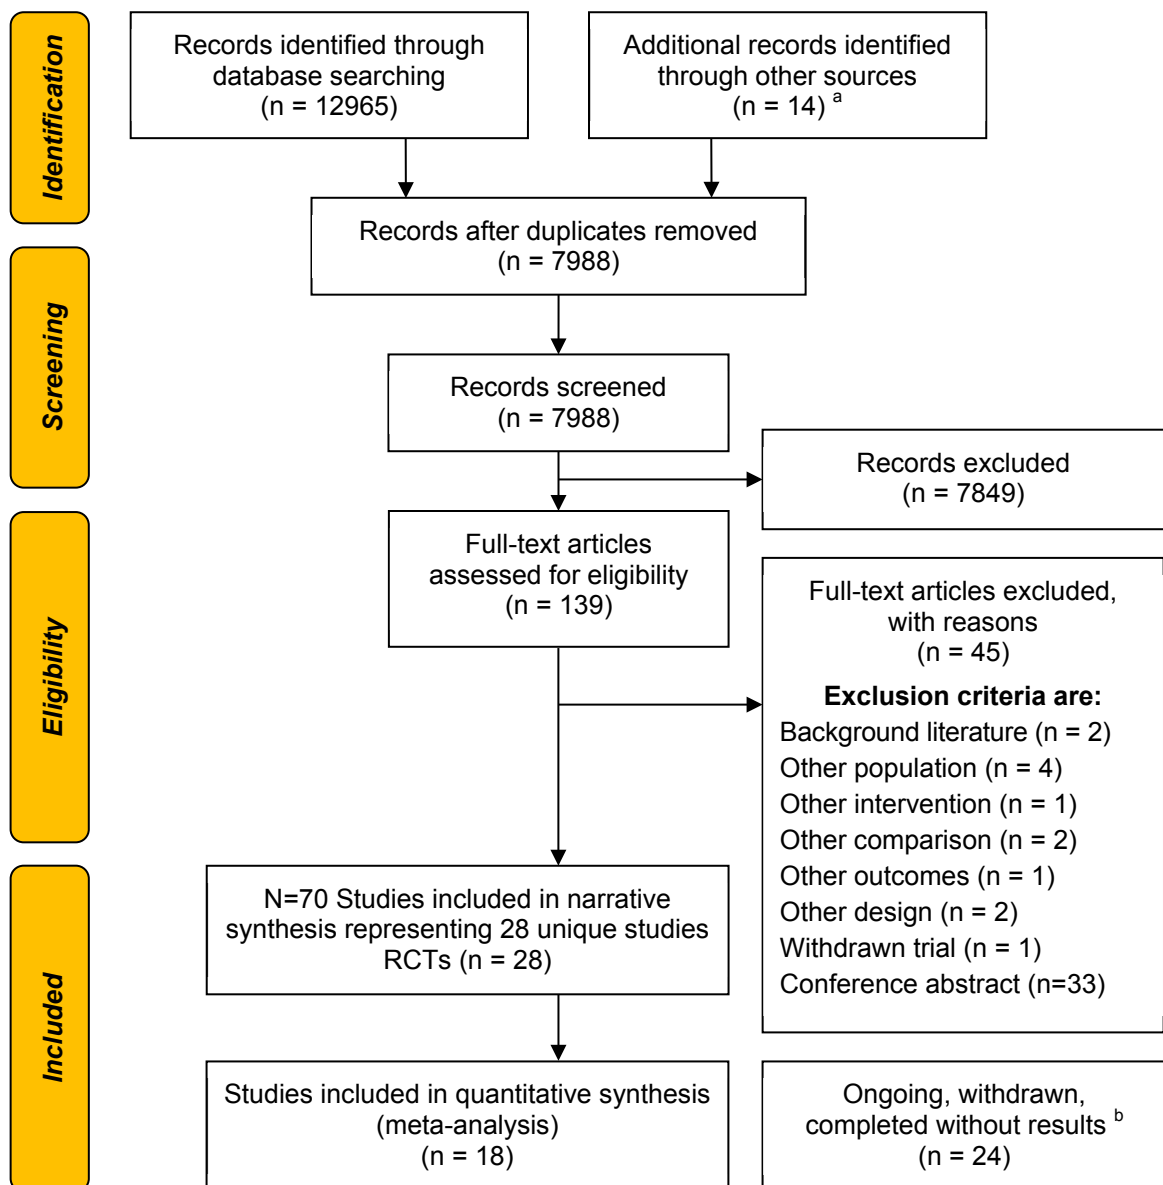 Identification
Records identified through
database searching
(n = 12965)
Additional records identified
through other sources
(n = 14) a
Records after duplicates removed
(n = 7988)
Screening
Records screened
(n = 7988)
Records excluded
(n = 7849)
Eligibility
Full-text articles
assessed for eligibility
(n = 139)
Full-text articles excluded,
with reasons
(n = 45)
Exclusion criteria are:
Background literature (n = 2)
Other population (n = 4)
Other intervention (n = 1)
Other comparison (n = 2)
Other outcomes (n = 1)
Other design (n = 2)
Withdrawn trial (n = 1)
Conference abstract (n=33)
Included
N=70 Studies included in narrative
synthesis representing 28 unique studies
RCTs (n = 28)
Studies included in quantitative synthesis
(meta-analysis)
(n = 18)
Ongoing, withdrawn,
completed without results b
(n = 24)